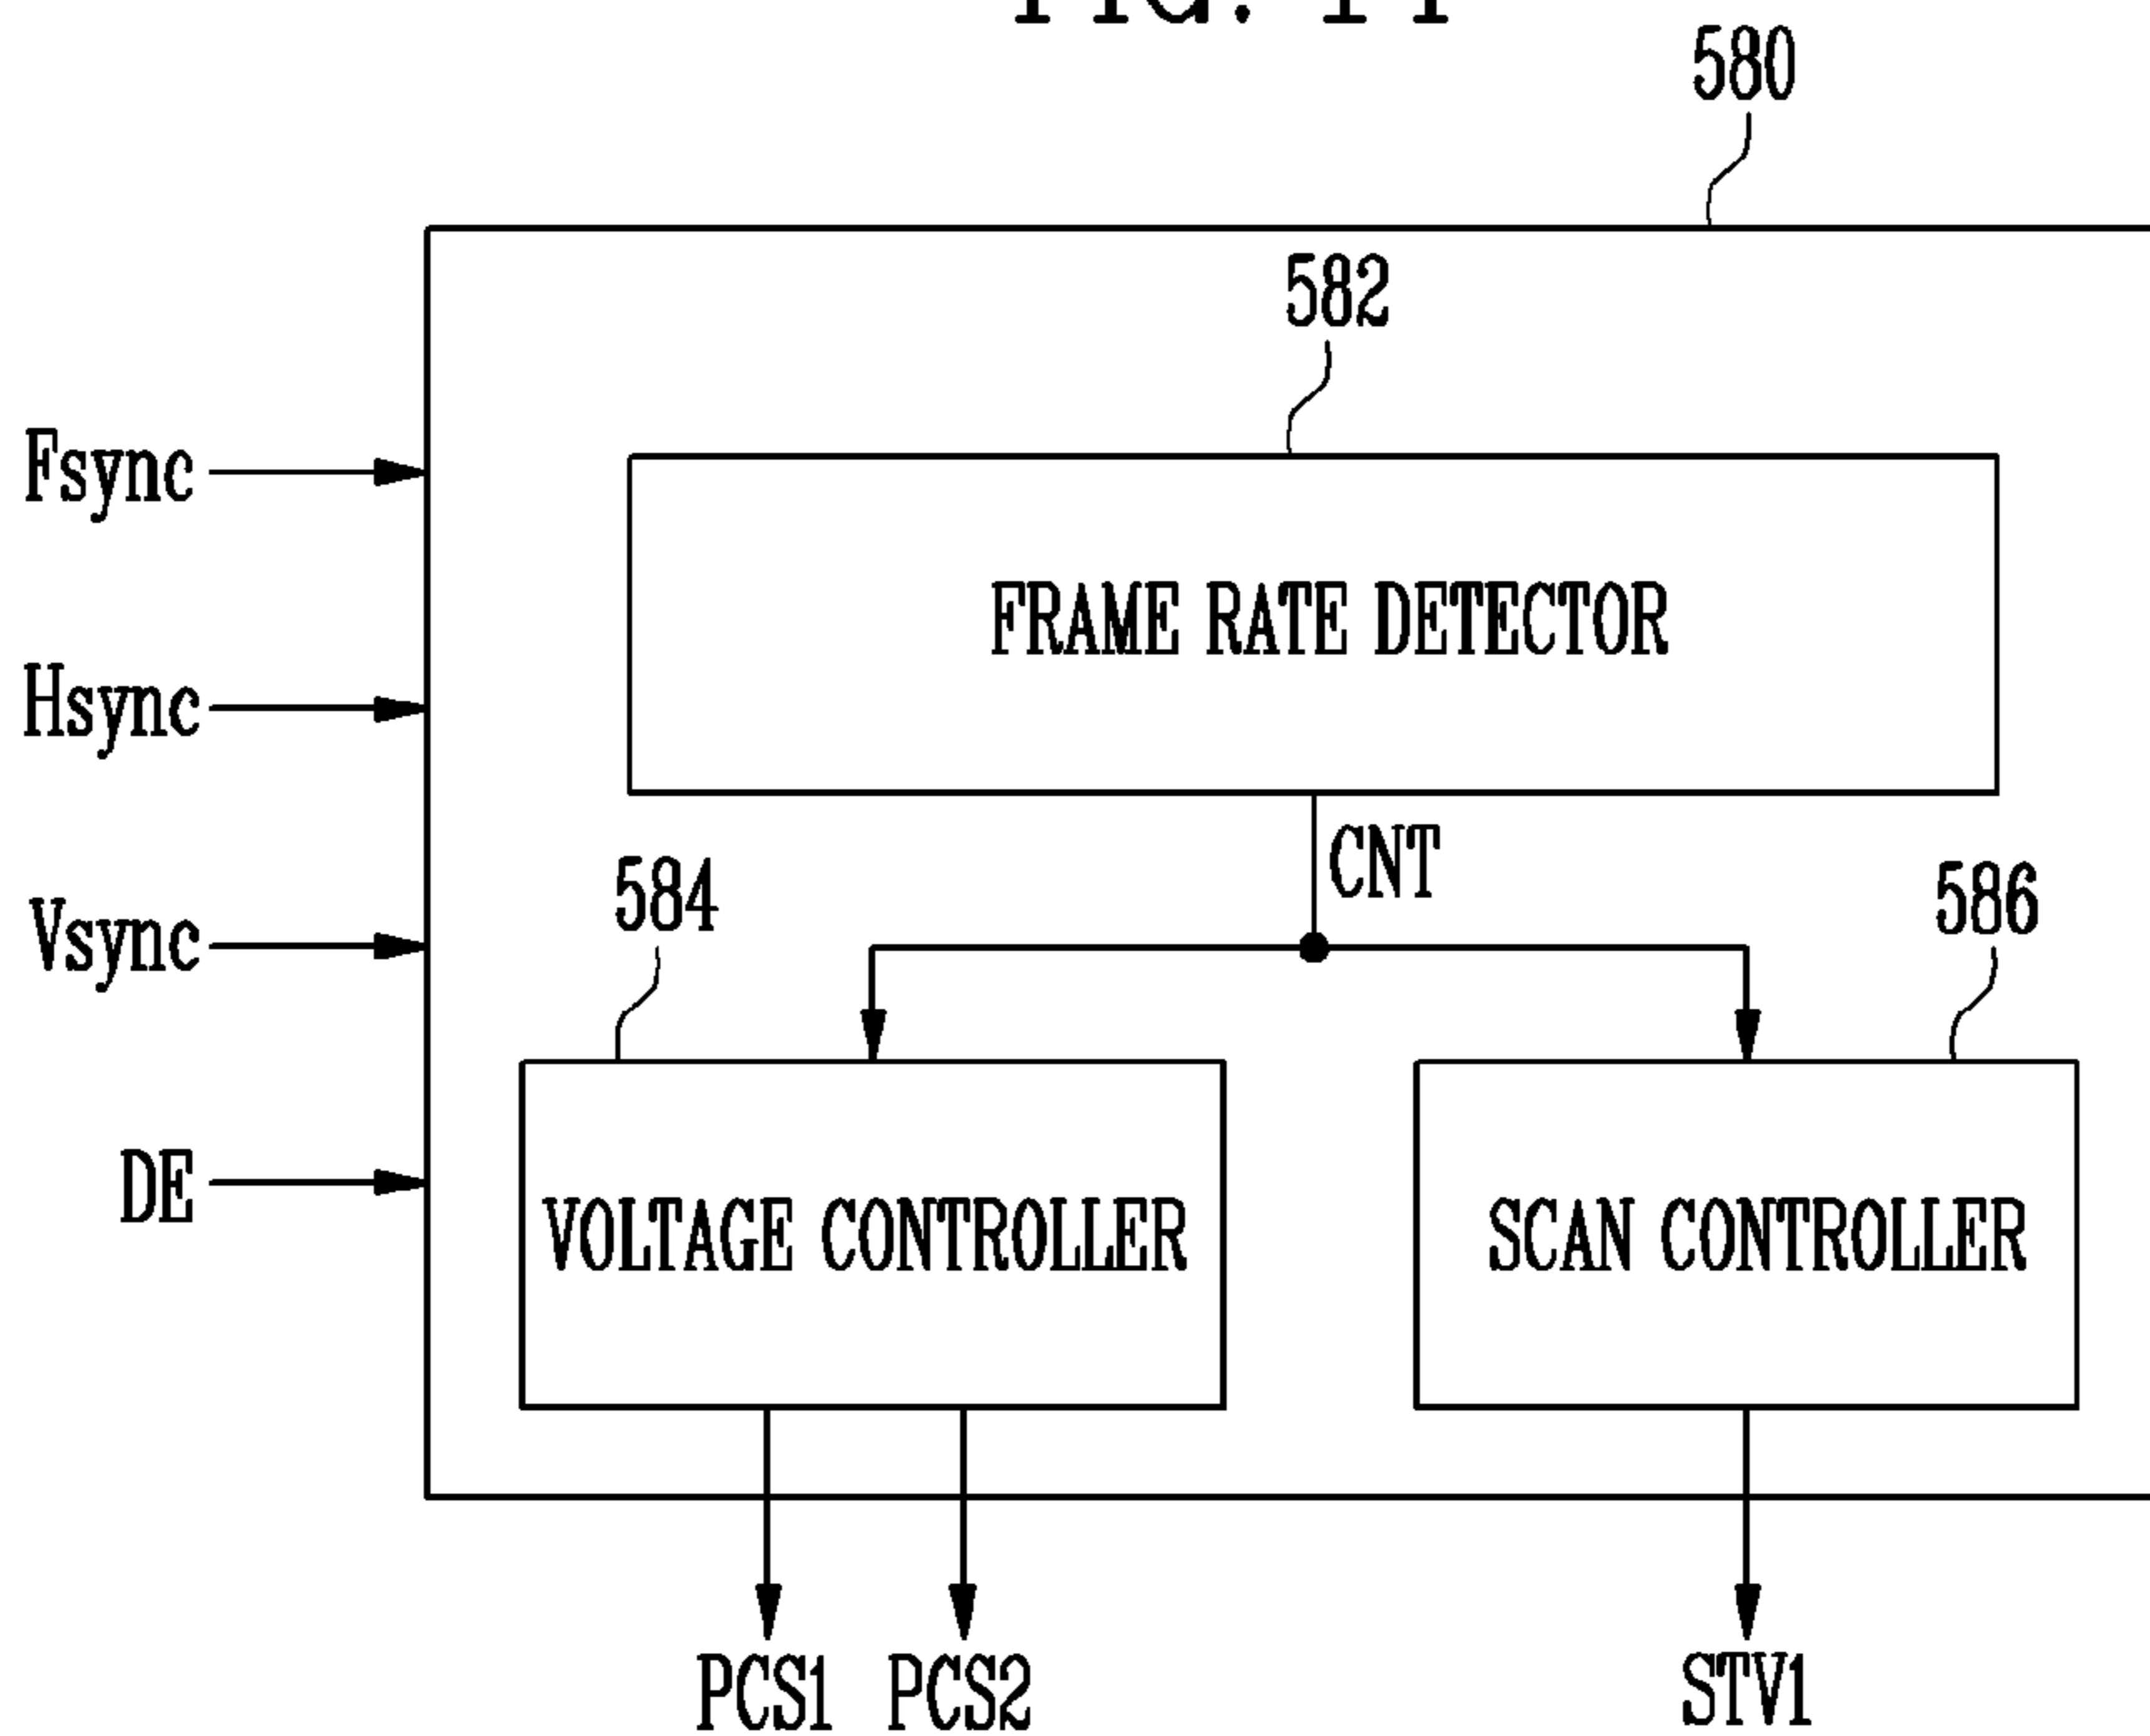 FIG.
580
582
Fsync
FRAME RATE DETECTOR
Hsync
CNT
584
586
Vsync
DE
VOLTAGE CONTROLLER
SCAN CONTROLLER
PCS1
PCS2
STV1